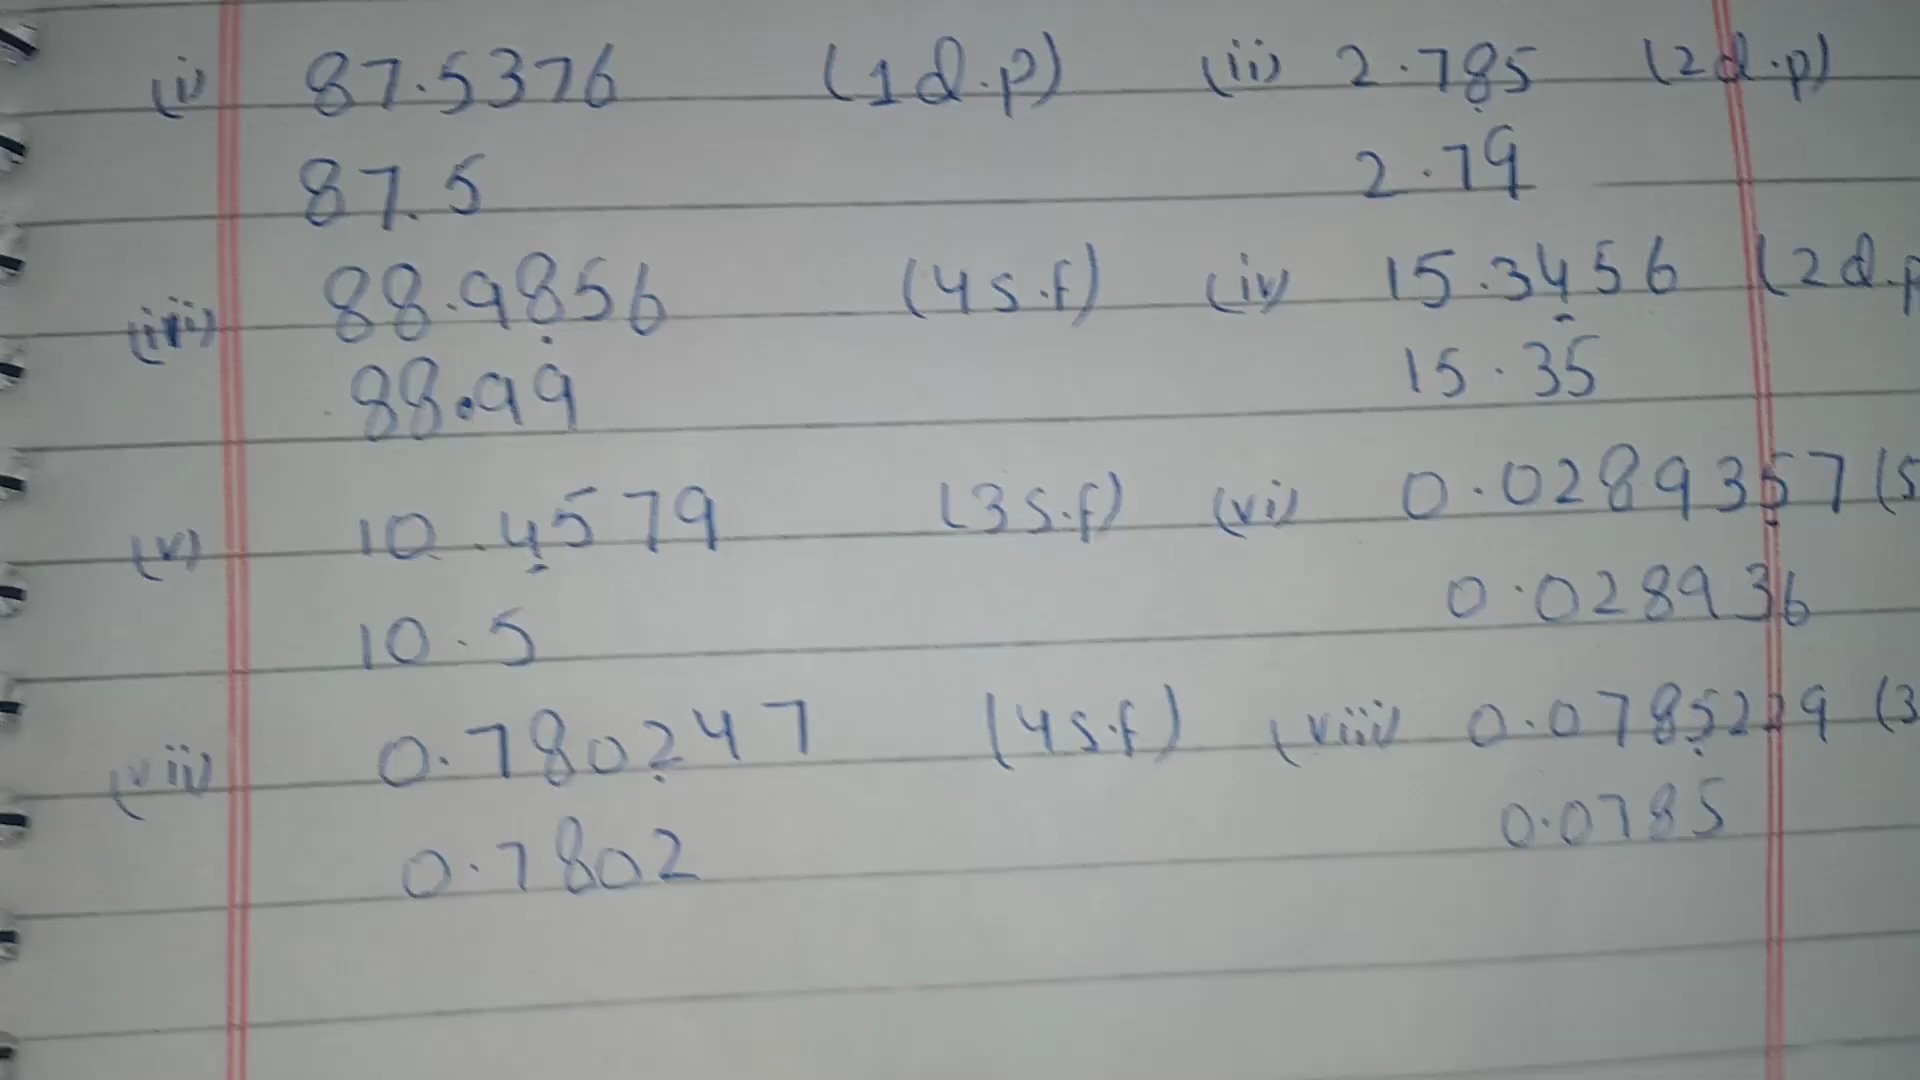 (i) 87.5376 (1d.p) (ii) 2.785 (2d.p)
87.5 2.79
(iii) 88.9856 (4s.f) (iv) 15.3456 (2d.p
88.99 15.35
(v) 10.4579 (3s.f) (vi) 0.0289357 (5
10.5 0.028936
(vii) 0.780247 (4s.f) (viii) 0.0785229 (3
0.7802 0.0785